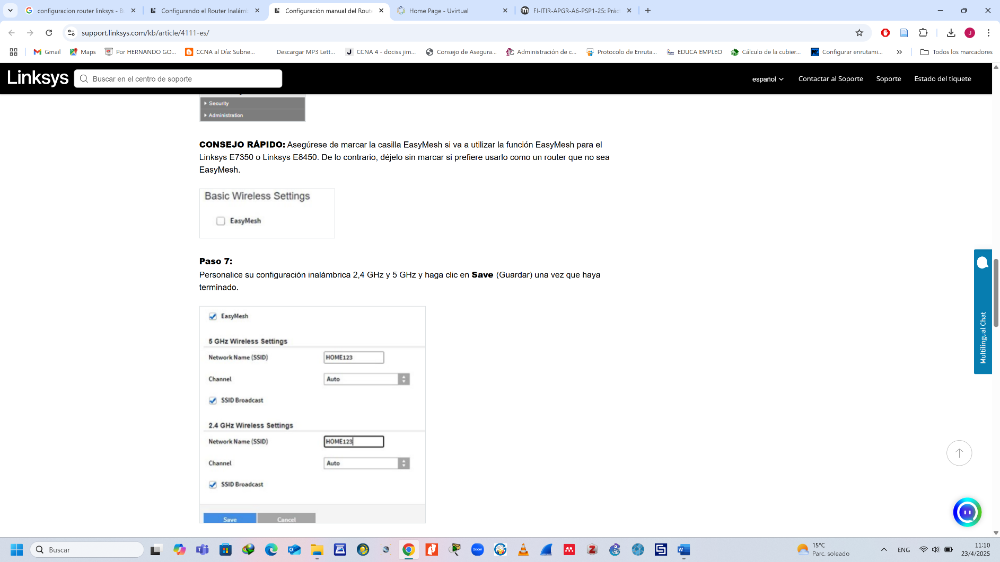 configuracion router linksys - B
Configurando el Router Inalám
Configuración manual del Route
Home Page - Uvirtual
FI-ITIR-APGR-A6-PSP1-25: Prác
support.linksys.com/kb/article/4111-es/
J
Gmail
Maps
Por HERNANDO GO...
CCNA al Día: Subne...
Descargar MP3 Lett...
CCNA 4 - dociss jim...
Consejo de Asegura...
Administración de c...
Protocolo de Enruta...
EDUCA EMPLEO
Cálculo de la cubier...
Configurar enrutami...
Todos los marcadores
Linksys
Buscar en el centro de soporte
español
Contactar al Soporte
Soporte
Estado del tiquete
Security
Administration
CONSEJO RÁPIDO: Asegúrese de marcar la casilla EasyMesh si va a utilizar la función EasyMesh para el
Linksys E7350 o Linksys E8450. De lo contrario, déjelo sin marcar si prefiere usarlo como un router que no sea
EasyMesh.
Basic Wireless Settings
EasyMesh
Paso 7:
Personalice su configuración inalámbrica 2,4 GHz y 5 GHz y haga clic en Save (Guardar) una vez que haya
terminado.
EasyMesh
5 GHz Wireless Settings
Network Name (SSID)
HOME123
Channel
Auto
SSID Broadcast
2.4 GHz Wireless Settings
Network Name (SSID)
HOME123
Channel
Auto
SSID Broadcast
Save
Cancel
Multilingual Chat
Buscar
zoom
15°C
Parc. soleado
ENG
11:10
23/4/2025